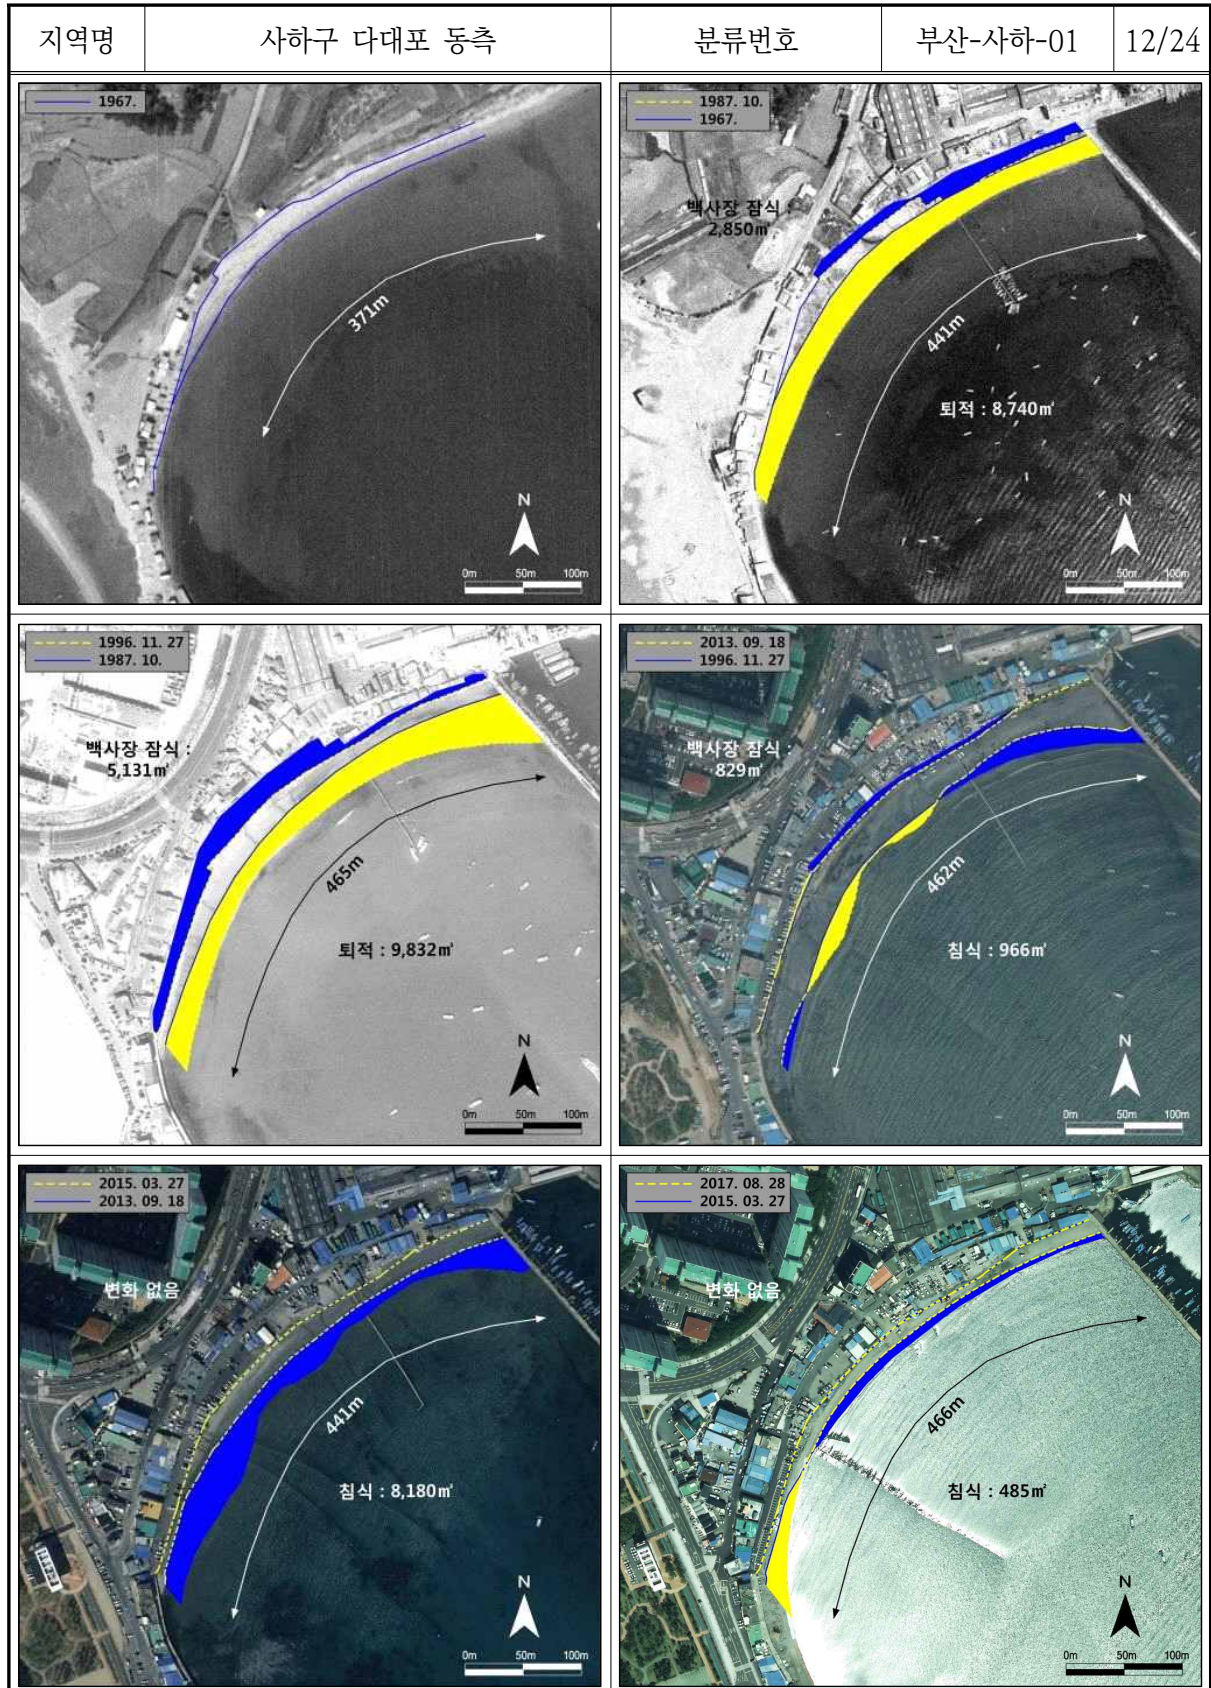 지역명 사하구 다대포 동측 분류번호 부산-사하-01 12/24
1967.
371m
N
0m 50m 100m
1987. 10.
1967.
백사장 잠식 :
2,850㎡
441m
퇴적 : 8,740㎡
N
0m 50m 100m
1996. 11. 27
1987. 10.
백사장 잠식 :
5,131㎡
465m
퇴적 : 9,832㎡
N
0m 50m 100m
2013. 09. 18
1996. 11. 27
백사장 잠식 :
829㎡
462m
침식 : 966㎡
N
0m 50m 100m
2015. 03. 27
2013. 09. 18
변화 없음
441m
침식 : 8,180㎡
N
0m 50m 100m
2017. 08. 28
2015. 03. 27
변화 없음
466m
침식 : 485㎡
N
0m 50m 100m